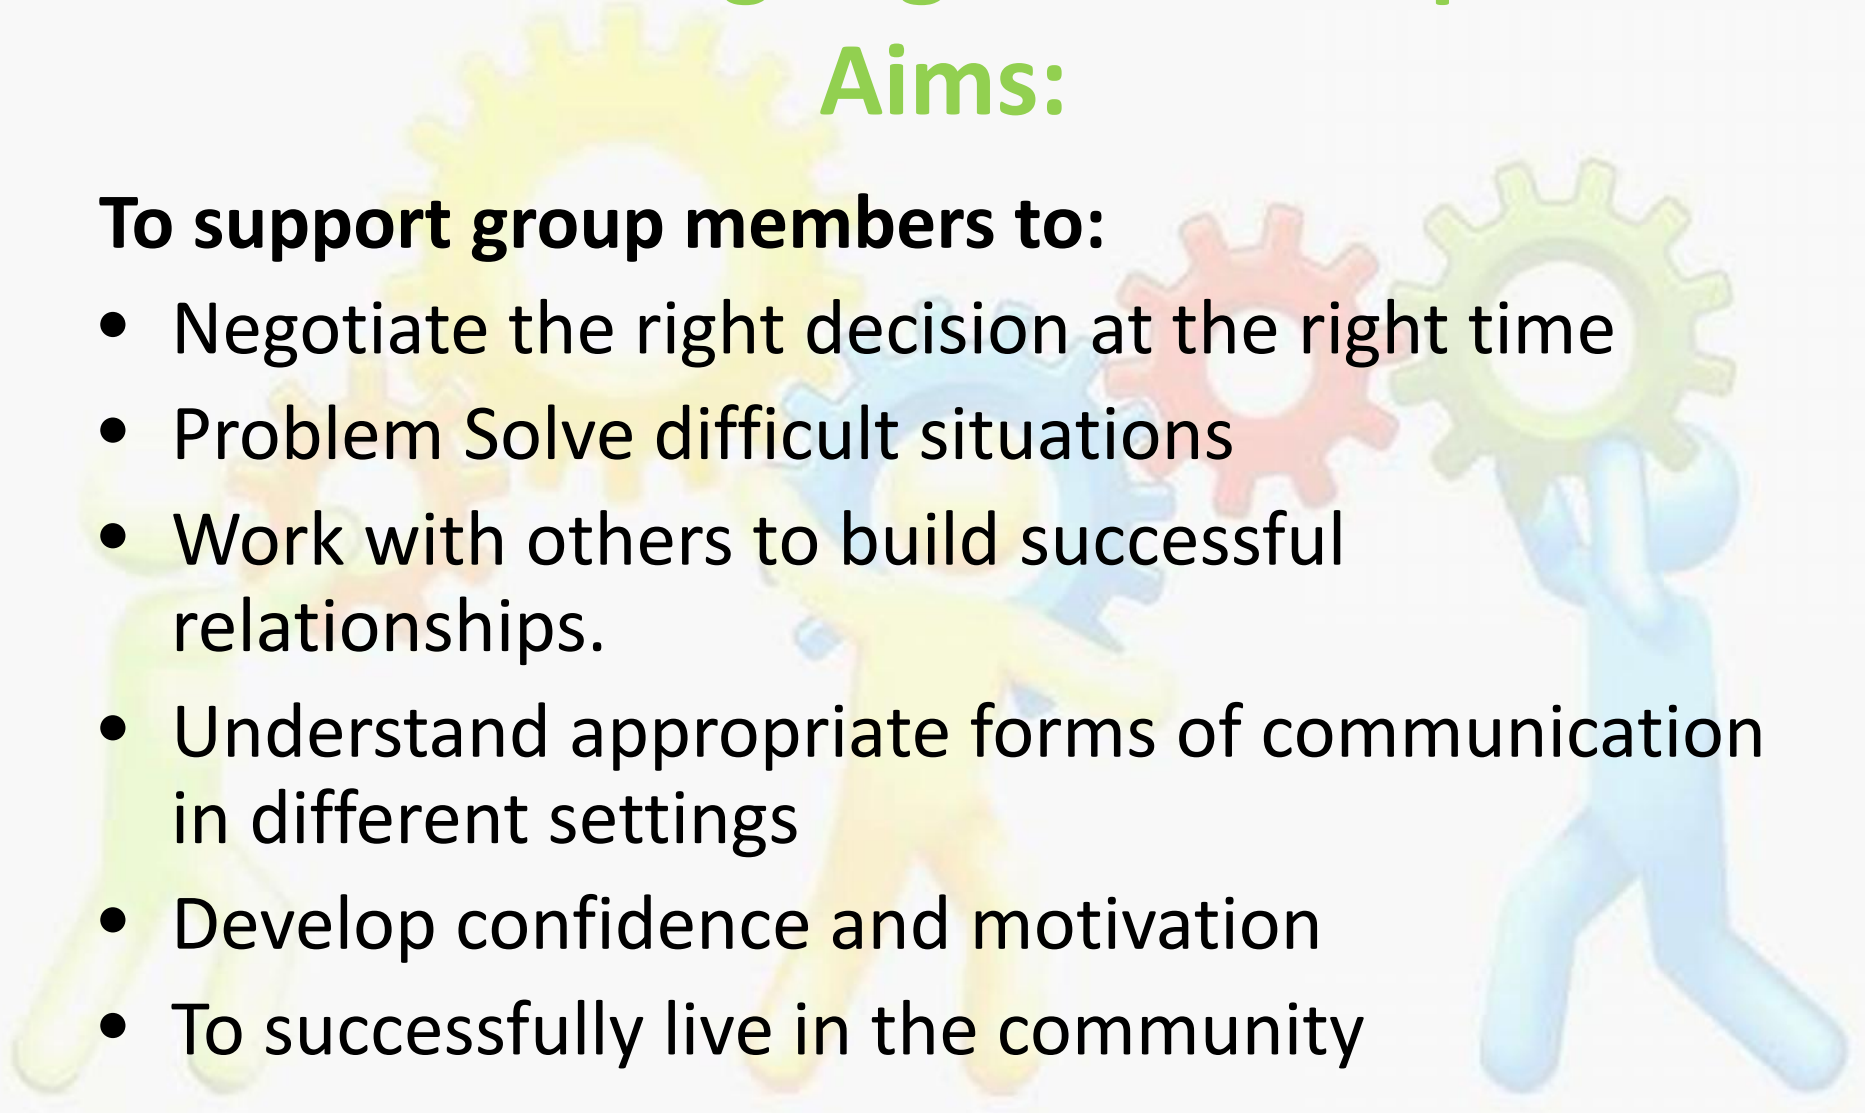 Aims:
To support group members to:
• Negotiate the right decision at the right time
• Problem Solve difficult situations
• Work with others to build successful
relationships.
• Understand appropriate forms of communication
in different settings
• Develop confidence and motivation
• To successfully live in the community